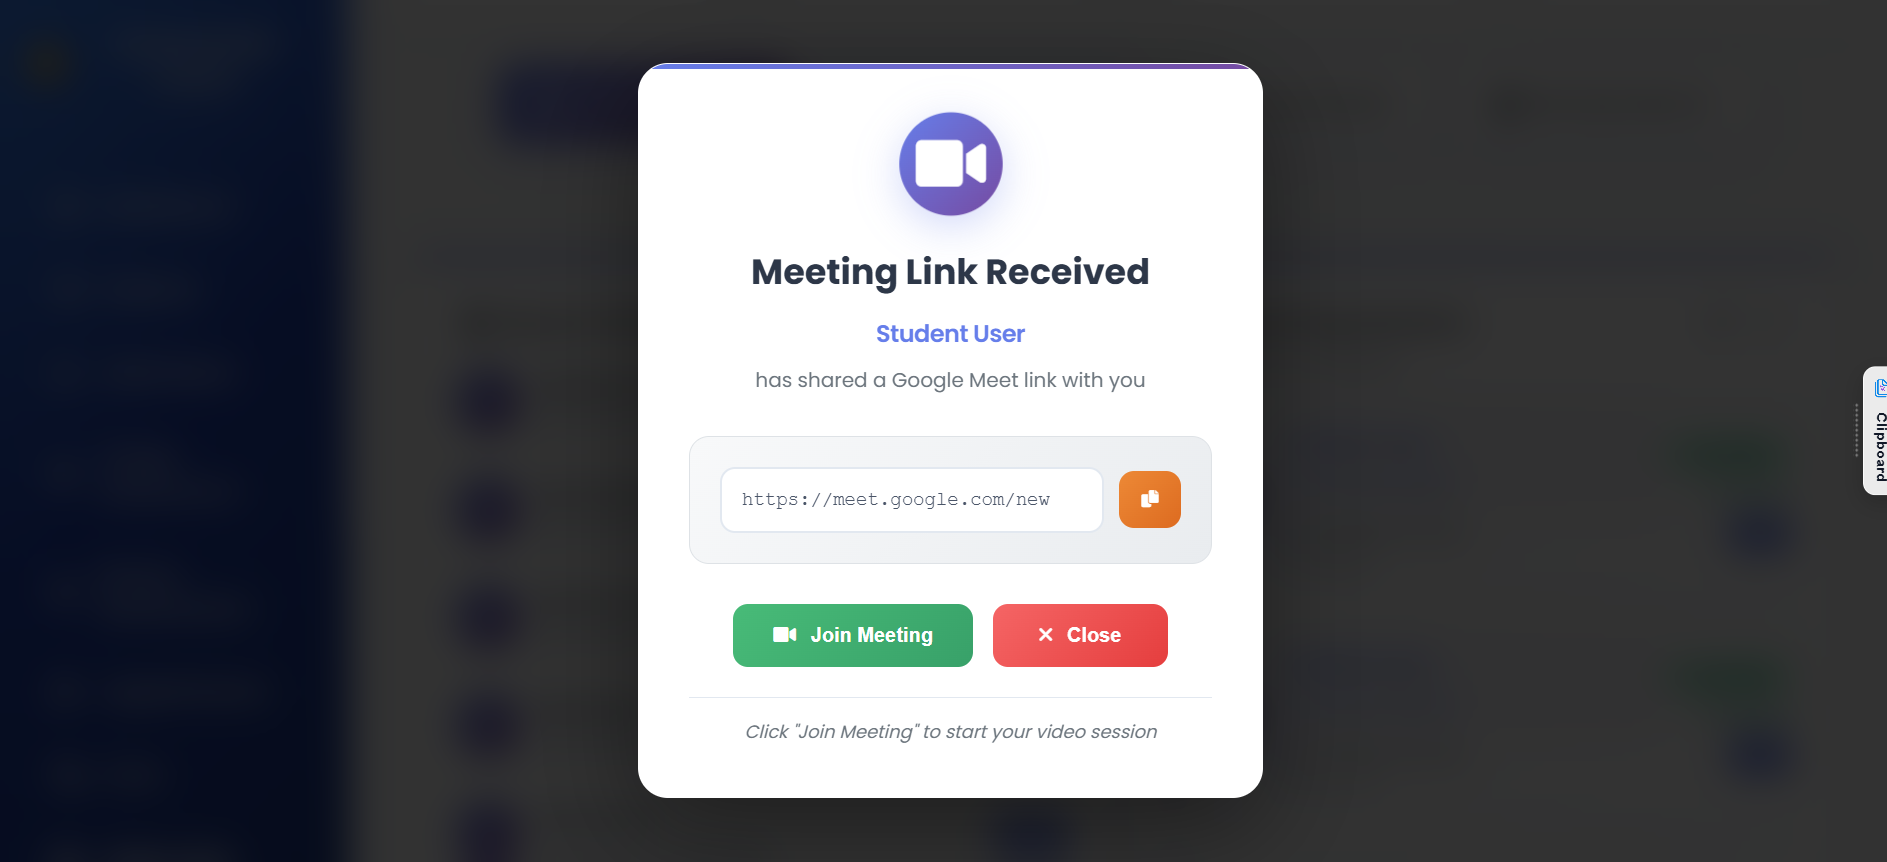 Meeting Link Received
Student User
has shared a Google Meet link with you
https://meet.google.com/new
Join Meeting
Close
Click "Join Meeting" to start your video session
Clipboard